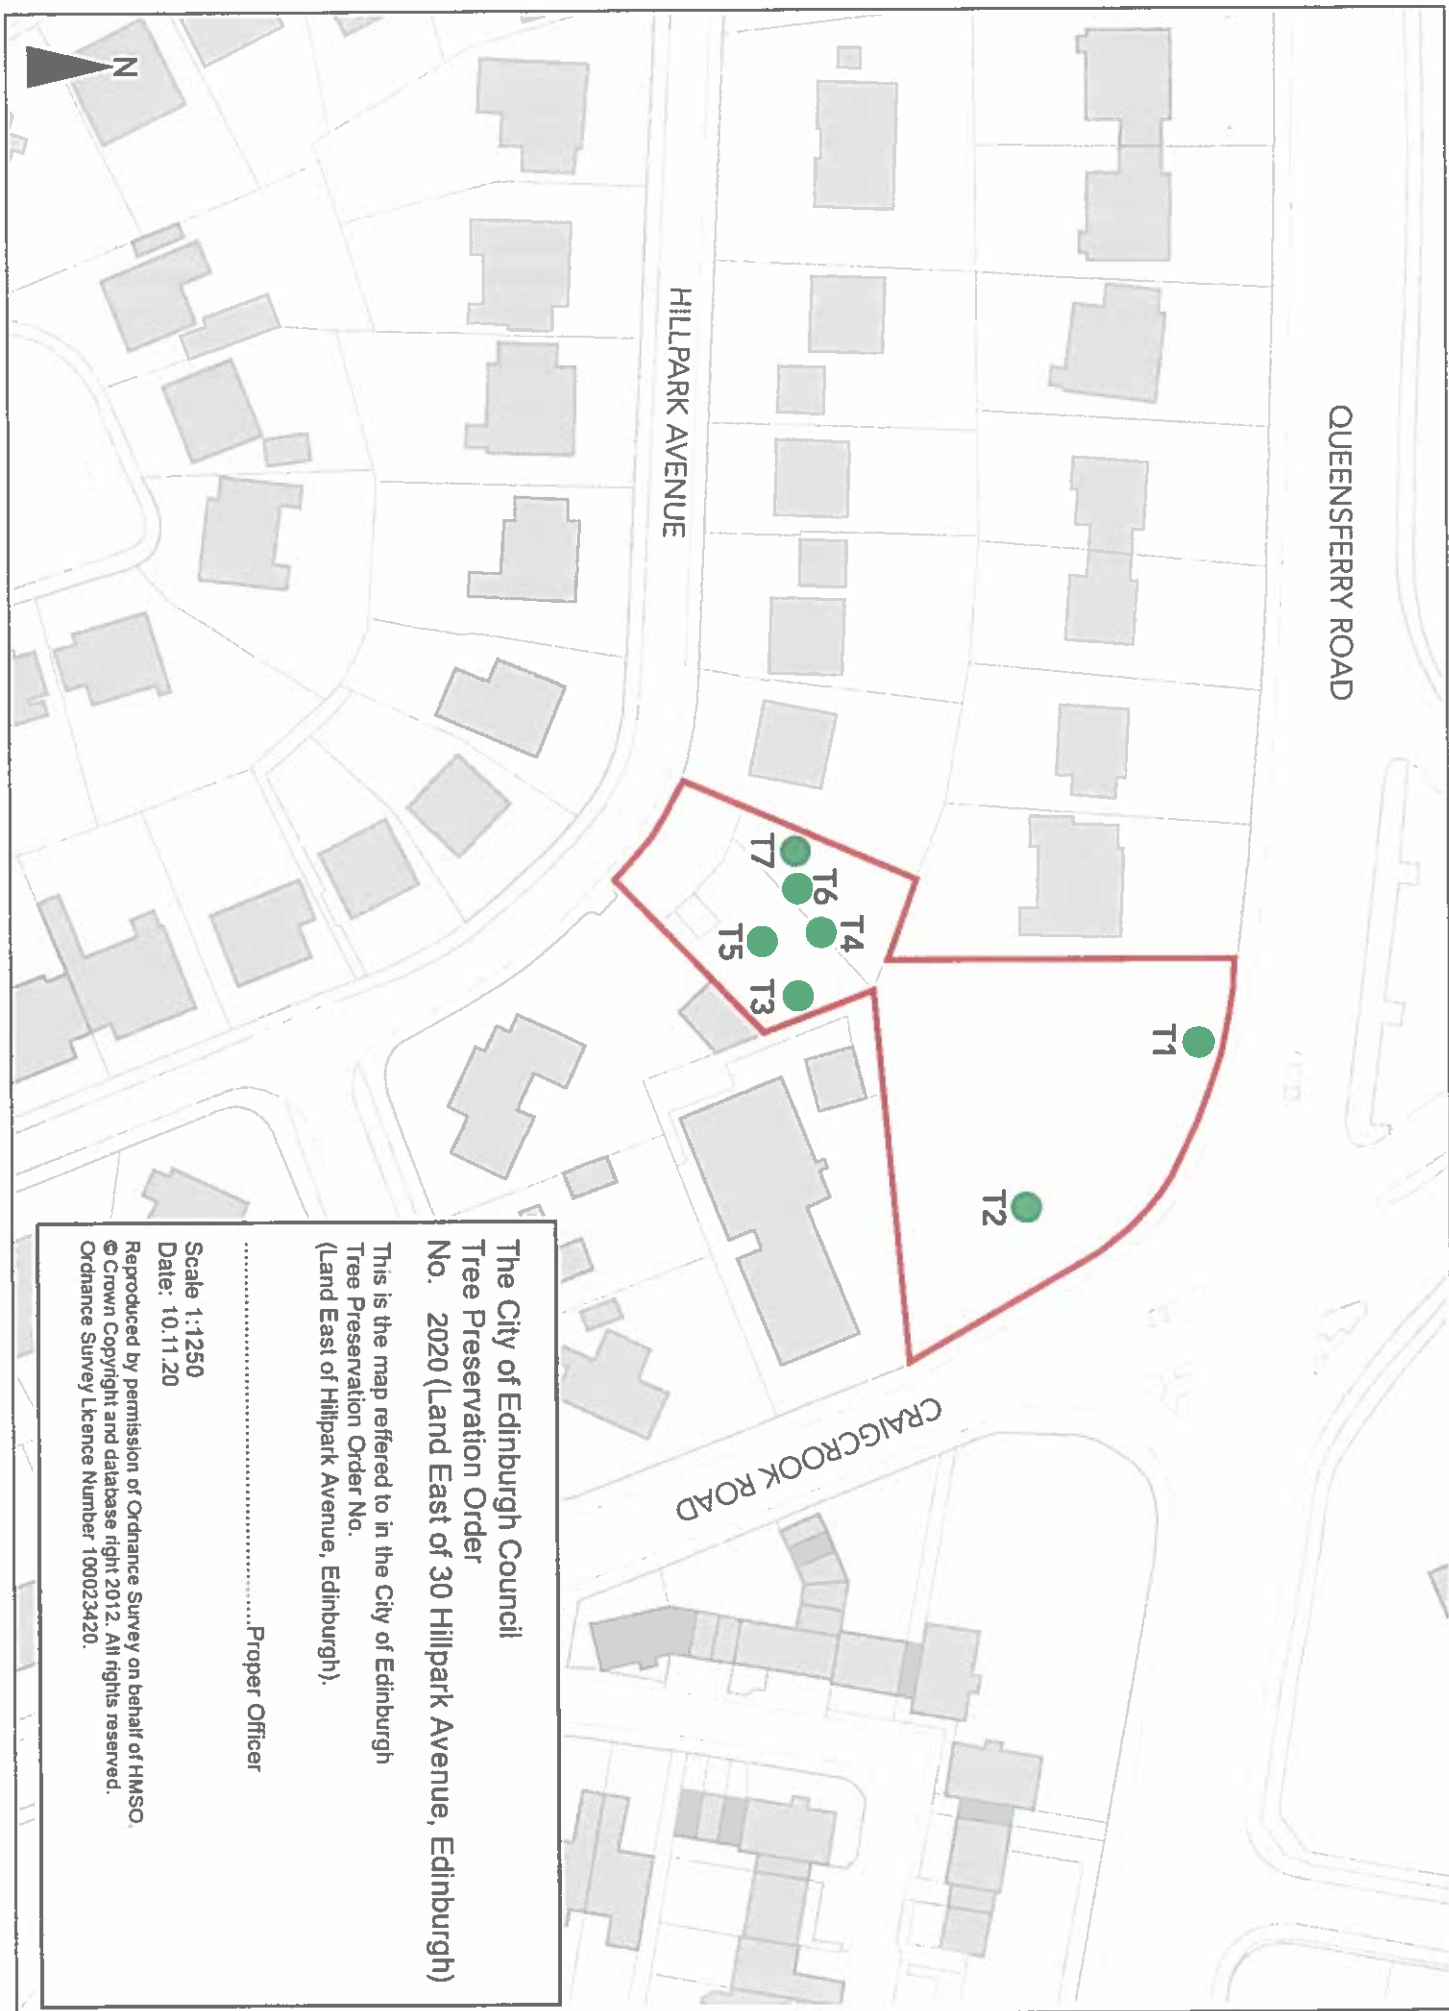 QUEENSFERRY ROAD
HILLPARK AVENUE
CRAIGCROOK ROAD
N
T1
T2
T3
T4
T5
T6
T7
The City of Edinburgh Council
Tree Preservation Order
No. 2020 (Land East of 30 Hillpark Avenue, Edinburgh)
This is the map reffered to in the City of Edinburgh
Tree Preservation Order No.
(Land East of Hillpark Avenue, Edinburgh).
..........................................................Proper Officer
Scale 1:1250
Date: 10.11.20
Reproduced by permission of Ordnance Survey on behalf of HMSO.
© Crown Copyright and database right 2012. All rights reserved.
Ordnance Survey Licence Number 100023420.